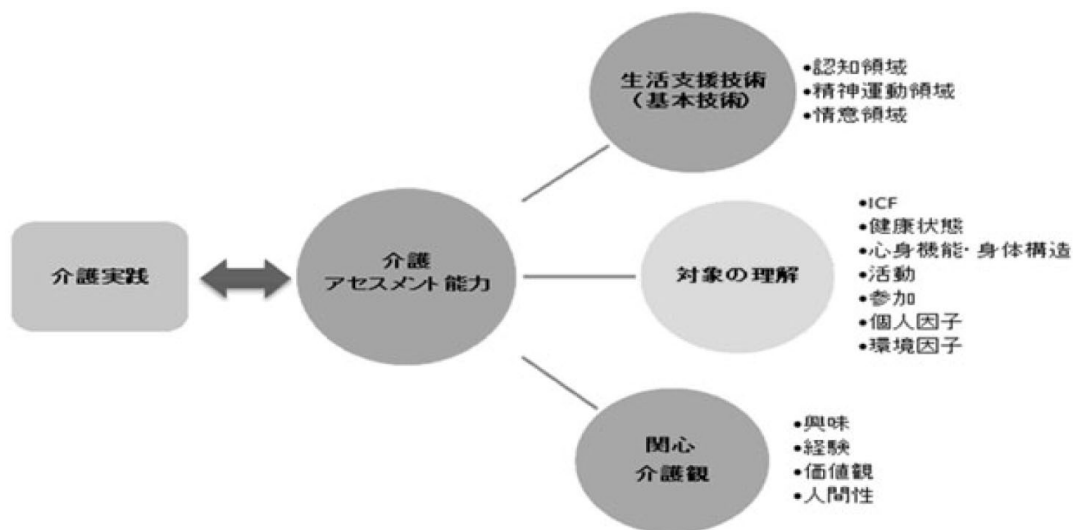 生活支援技術
(基本技術)
•認知領域
•精神運動領域
•情意領域
介護実践
介護
アセスメント能力
対象の理解
•ICF
•健康状態
•心身機能・身体構造
•活動
•参加
•個人因子
•環境因子
関心
介護観
•興味
•経験
•価値観
•人間性